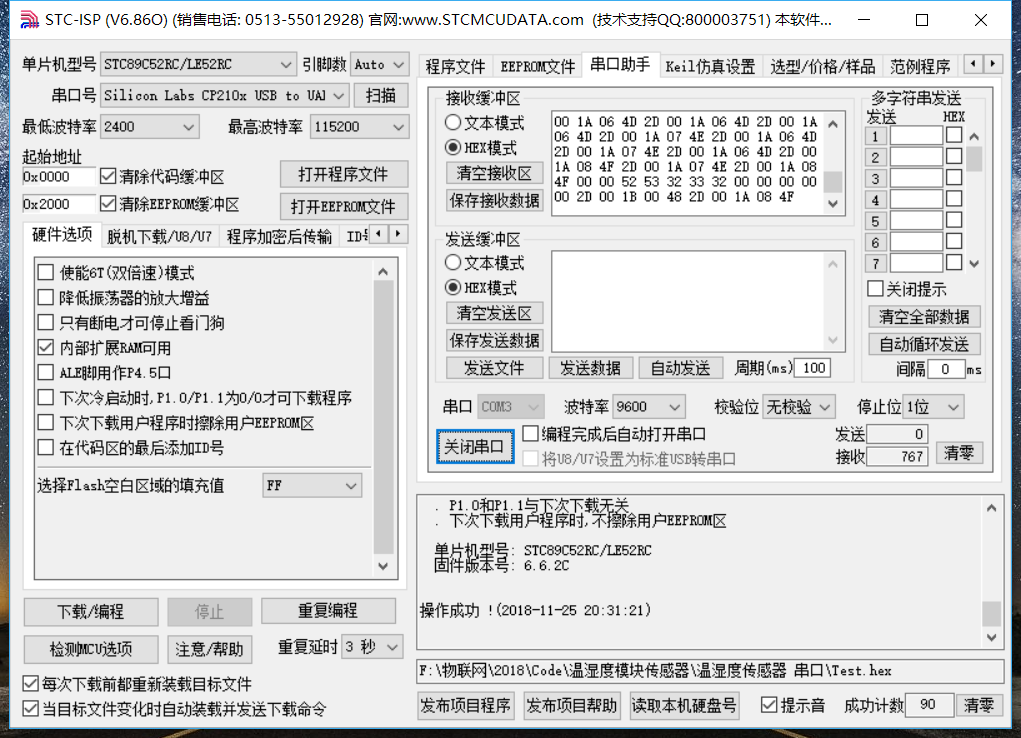 STC-ISP (V6.86O) (销售电话: 0513-55012928) 官网:www.STCMCUDATA.com (技术支持QQ:800003751) 本软件...
单片机型号 STC89C52RC/LE52RC 引脚数 Auto
串口号 Silicon Labs CP210x USB to UAI 扫描
最低波特率 2400 最高波特率 115200
起始地址
0x0000 清除代码缓冲区 打开程序文件
0x2000 清除EEPROM缓冲区 打开EEPROM文件
硬件选项 脱机下载/U8/U7 程序加密后传输 ID号
使能6T(双倍速)模式
降低振荡器的放大增益
只有断电才可停止看门狗
内部扩展RAM可用
ALE脚用作P4.5口
下次冷启动时,P1.0/P1.1为0/0才可下载程序
下次下载用户程序时擦除用户EEPROM区
在代码区的最后添加ID号
选择Flash空白区域的填充值 FF
下载/编程 停止 重复编程
检测MCU选项 注意/帮助 重复延时 3 秒
每次下载前都重新装载目标文件
当目标文件变化时自动装载并发送下载命令
程序文件 EEPROM文件 串口助手 Keil仿真设置 选型/价格/样品 范例程序
接收缓冲区
文本模式
HEX模式
清空接收区
保存接收数据
00 1A 06 4D 2D 00 1A 06 4D 2D 00 1A
06 4D 2D 00 1A 07 4E 2D 00 1A 06 4D
2D 00 1A 07 4E 2D 00 1A 06 4D 2D 00
1A 08 4F 2D 00 1A 07 4E 2D 00 1A 08
4F 00 00 52 53 32 33 32 00 00 00 00
00 2D 00 1B 00 48 2D 00 1A 08 4F
发送缓冲区
文本模式
HEX模式
清空发送区
保存发送数据
发送文件 发送数据 自动发送 周期(ms) 100
多字符串发送
发送 HEX
1
2
3
4
5
6
7
关闭提示
清空全部数据
自动循环发送
间隔 0 ms
串口 COM3 波特率 9600 校验位 无校验 停止位 1位
关闭串口 编程完成后自动打开串口 发送 0
将U8/U7设置为标准USB转串口 接收 767 清零
. P1.0和P1.1与下次下载无关
. 下次下载用户程序时,不擦除用户EEPROM区
单片机型号: STC89C52RC/LE52RC
固件版本号: 6.6.2C
操作成功 !(2018-11-25 20:31:21)
F:\物联网\2018\Code\温湿度模块传感器\温湿度传感器 串口\Test.hex
发布项目程序 发布项目帮助 读取本机硬盘号 提示音 成功计数 90 清零